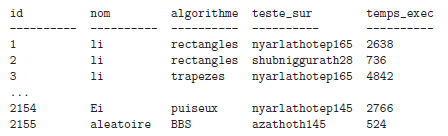 id nom algorithme teste_sur temps_exec
---------- ---------- ---------- ---------- ----------
1 li rectangles nyarlathotep165 2638
2 li rectangles shubniggurath28 736
3 li trapezes nyarlathotep165 4842
...
2154 Ei puiseux nyarlathotep145 2766
2155 aleatoire BBS azathoth145 524